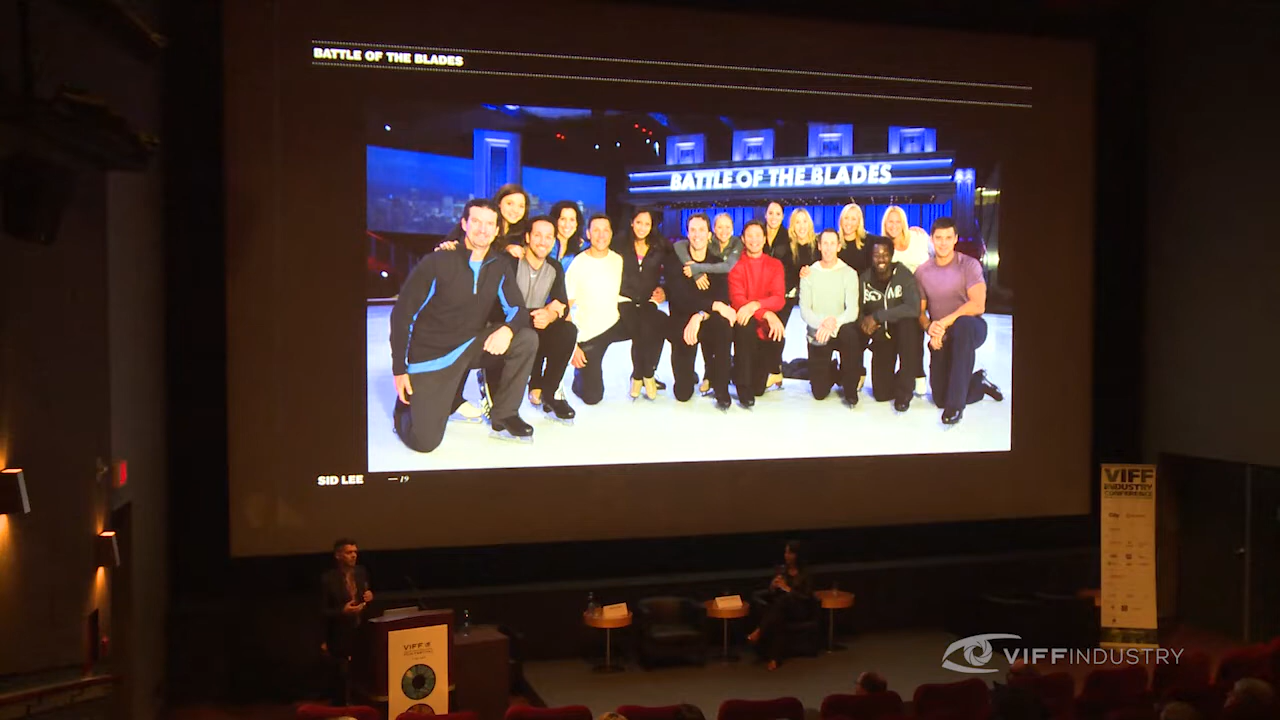 BATTLE OF THE BLADES
BATTLE OF THE BLADES
SID LEE — 19
VIFF
INDUSTRY
CONFERENCE
VIFF
VIFFINDUSTRY